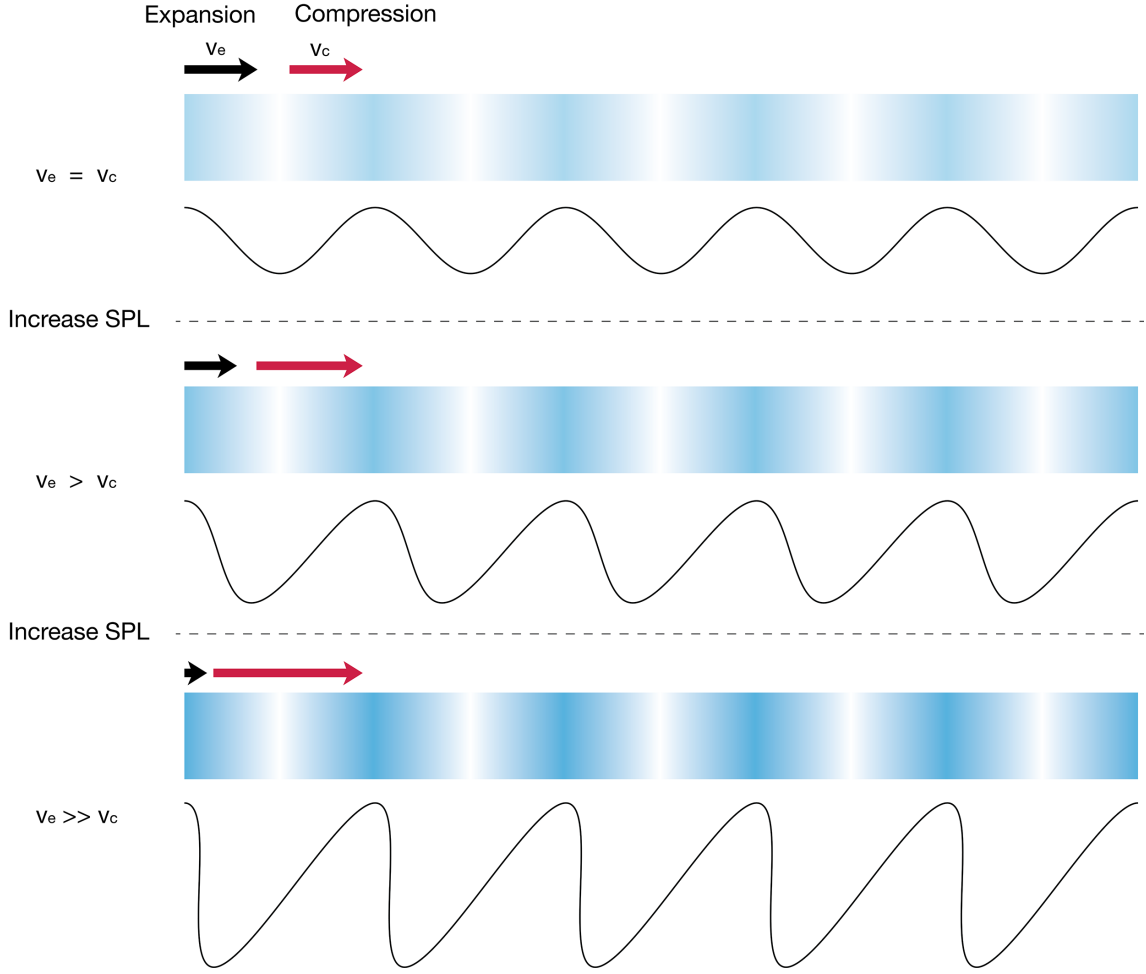 Expansion Compression
ve vc
ve = vc
Increase SPL
ve > vc
Increase SPL
ve >> vc